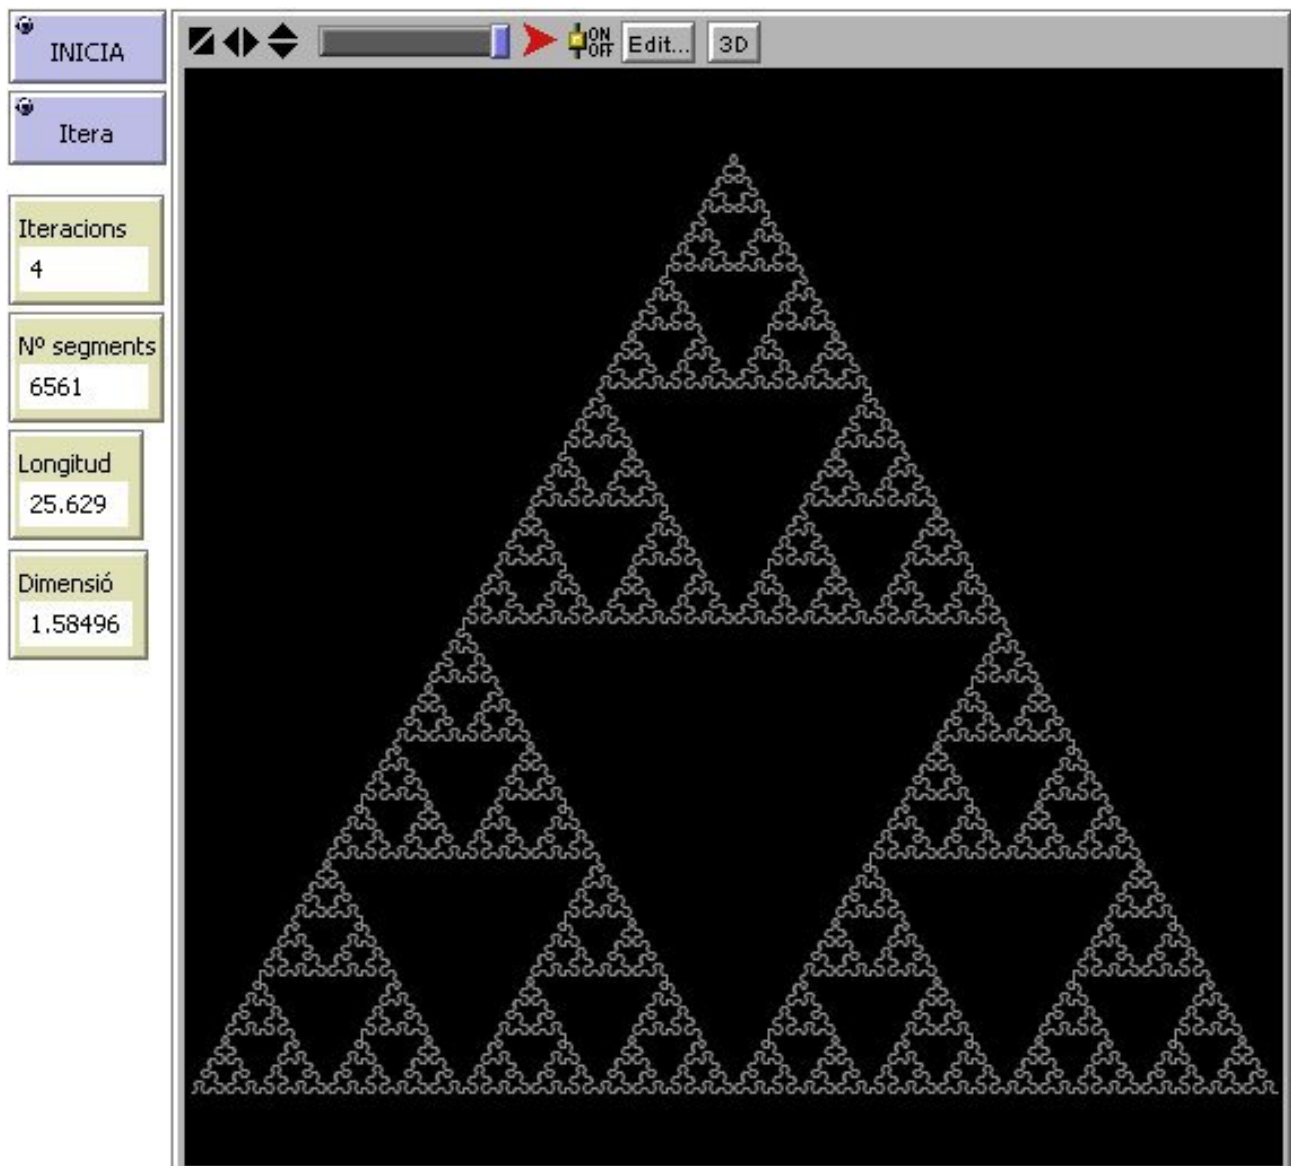 INICIA
Itera
Iteracions
4
Nº segments
6561
Longitud
25.629
Dimensió
1.58496
ON
OFF
Edit...
3D